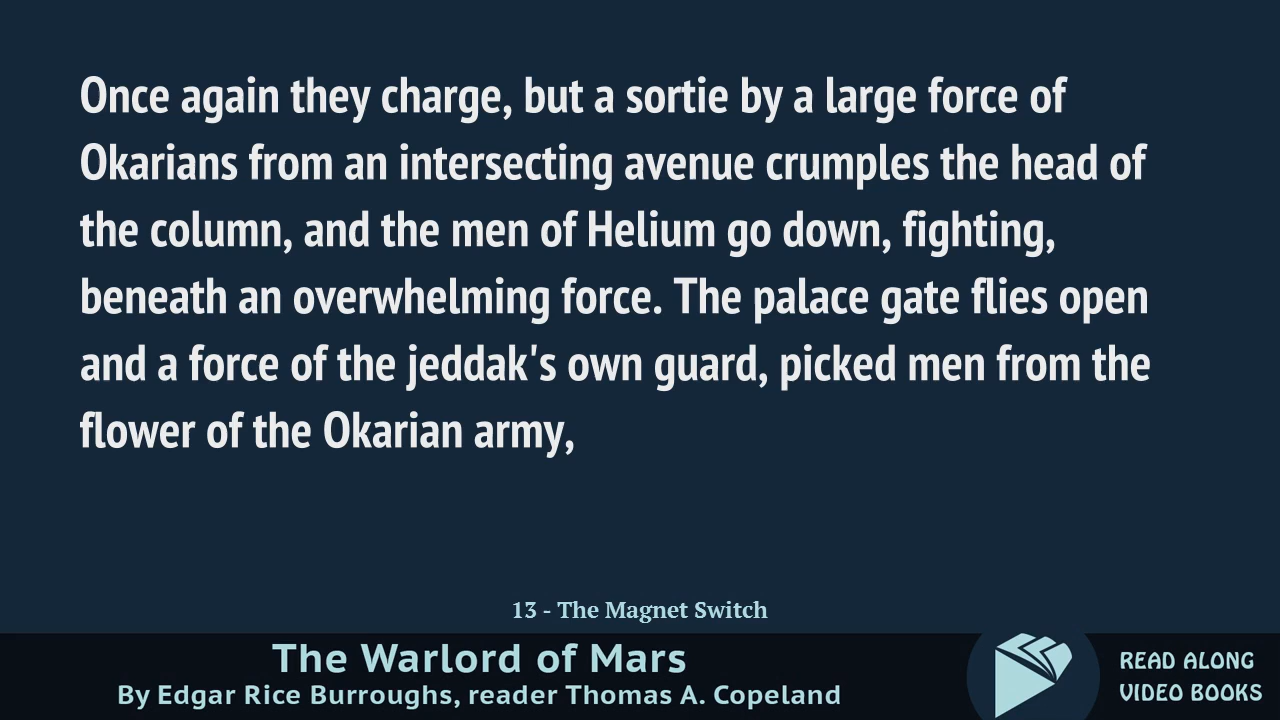 Once again they charge, but a sortie by a large force of
Okarians from an intersecting avenue crumples the head of
the column, and the men of Helium go down, fighting,
beneath an overwhelming force. The palace gate flies open
and a force of the jeddak's own guard, picked men from the
flower of the Okarian army,
13 - The Magnet Switch
The Warlord of Mars
By Edgar Rice Burroughs, reader Thomas A. Copeland
READ ALONG
VIDEO BOOKS